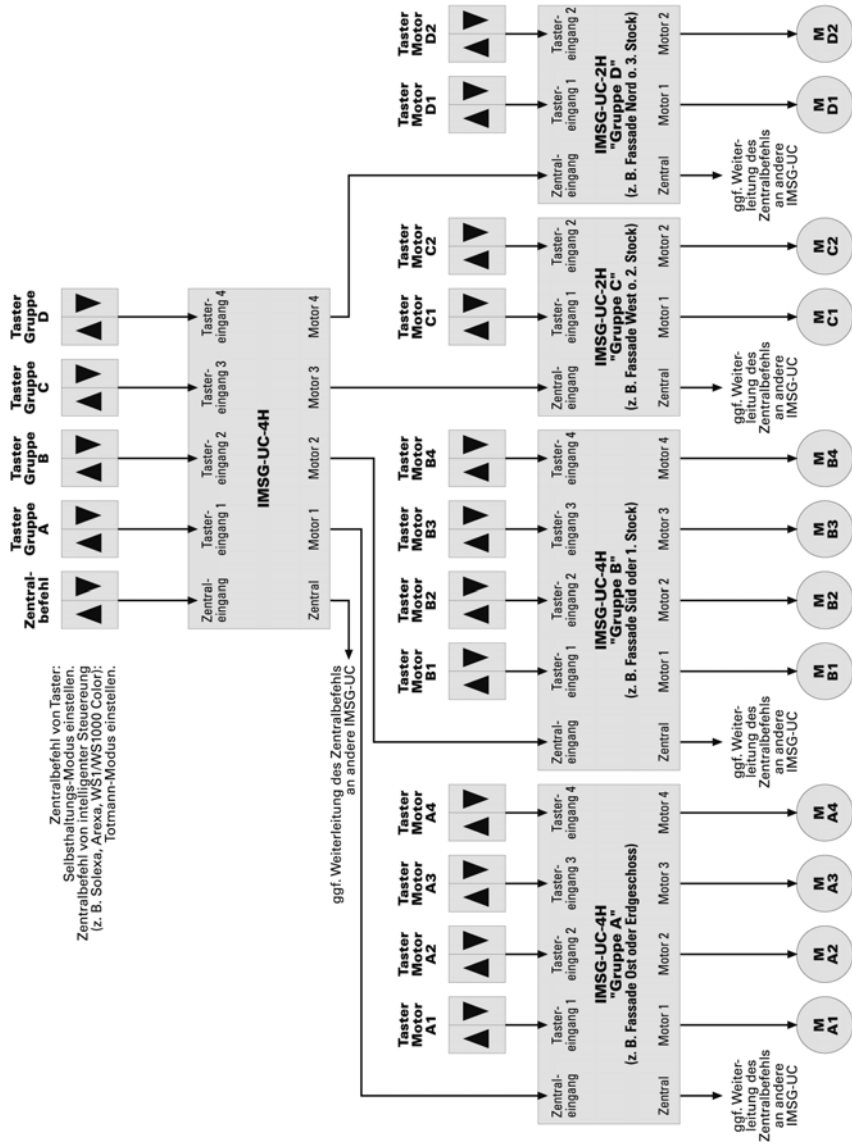 Zentralbefehl von Taster:
Selbsthaltungs-Modus einstellen.
Zentralbefehl von intelligenter Steuereung
(z. B. Solexa, Arexa, WS1/WS1000 Color):
Totmann-Modus einstellen.
Zentral-
befehl
Taster
Gruppe
A
Taster
Gruppe
B
Taster
Gruppe
C
Taster
Gruppe
D
Zentral-
eingang
Taster-
eingang 1
Taster-
eingang 2
Taster-
eingang 3
Taster-
eingang 4
IMSG-UC-4H
Zentral
Motor 1
Motor 2
Motor 3
Motor 4
ggf. Weiterleitung des Zentralbefehls
an andere IMSG-UC
Taster
Motor
A1
Taster
Motor
A2
Taster
Motor
A3
Taster
Motor
A4
Zentral-
eingang
Taster-
eingang 1
Taster-
eingang 2
Taster-
eingang 3
Taster-
eingang 4
IMSG-UC-4H
"Gruppe A"
(z. B. Fassade Ost oder Erdgeschoss)
Zentral
Motor 1
Motor 2
Motor 3
Motor 4
ggf. Weiter-
leitung des
Zentralbefehls
an andere
IMSG-UC
M
A1
M
A2
M
A3
M
A4
Taster
Motor
B1
Taster
Motor
B2
Taster
Motor
B3
Taster
Motor
B4
Zentral-
eingang
Taster-
eingang 1
Taster-
eingang 2
Taster-
eingang 3
Taster-
eingang 4
IMSG-UC-4H
"Gruppe B"
(z. B. Fassade Süd oder 1. Stock)
Zentral
Motor 1
Motor 2
Motor 3
Motor 4
ggf. Weiter-
leitung des
Zentralbefehls
an andere
IMSG-UC
M
B1
M
B2
M
B3
M
B4
Taster
Motor
C1
Taster
Motor
C2
Zentral-
eingang
Taster-
eingang 1
Taster-
eingang 2
IMSG-UC-2H
"Gruppe C"
(z. B. Fassade West o. 2. Stock)
Zentral
Motor 1
Motor 2
ggf. Weiter-
leitung des
Zentralbefehls
an andere
IMSG-UC
M
C1
M
C2
Taster
Motor
D1
Taster
Motor
D2
Zentral-
eingang
Taster-
eingang 1
Taster-
eingang 2
IMSG-UC-2H
"Gruppe D"
(z. B. Fassade Nord o. 3. Stock)
Zentral
Motor 1
Motor 2
ggf. Weiter-
leitung des
Zentralbefehls
an andere
IMSG-UC
M
D1
M
D2